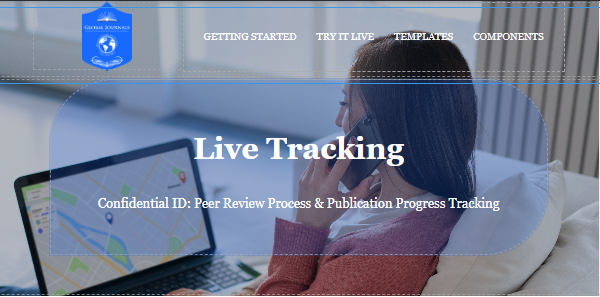 GLOBAL JOURNALS
GETTING STARTED TRY IT LIVE TEMPLATES COMPONENTS
Live Tracking
Confidential ID: Peer Review Process & Publication Progress Tracking